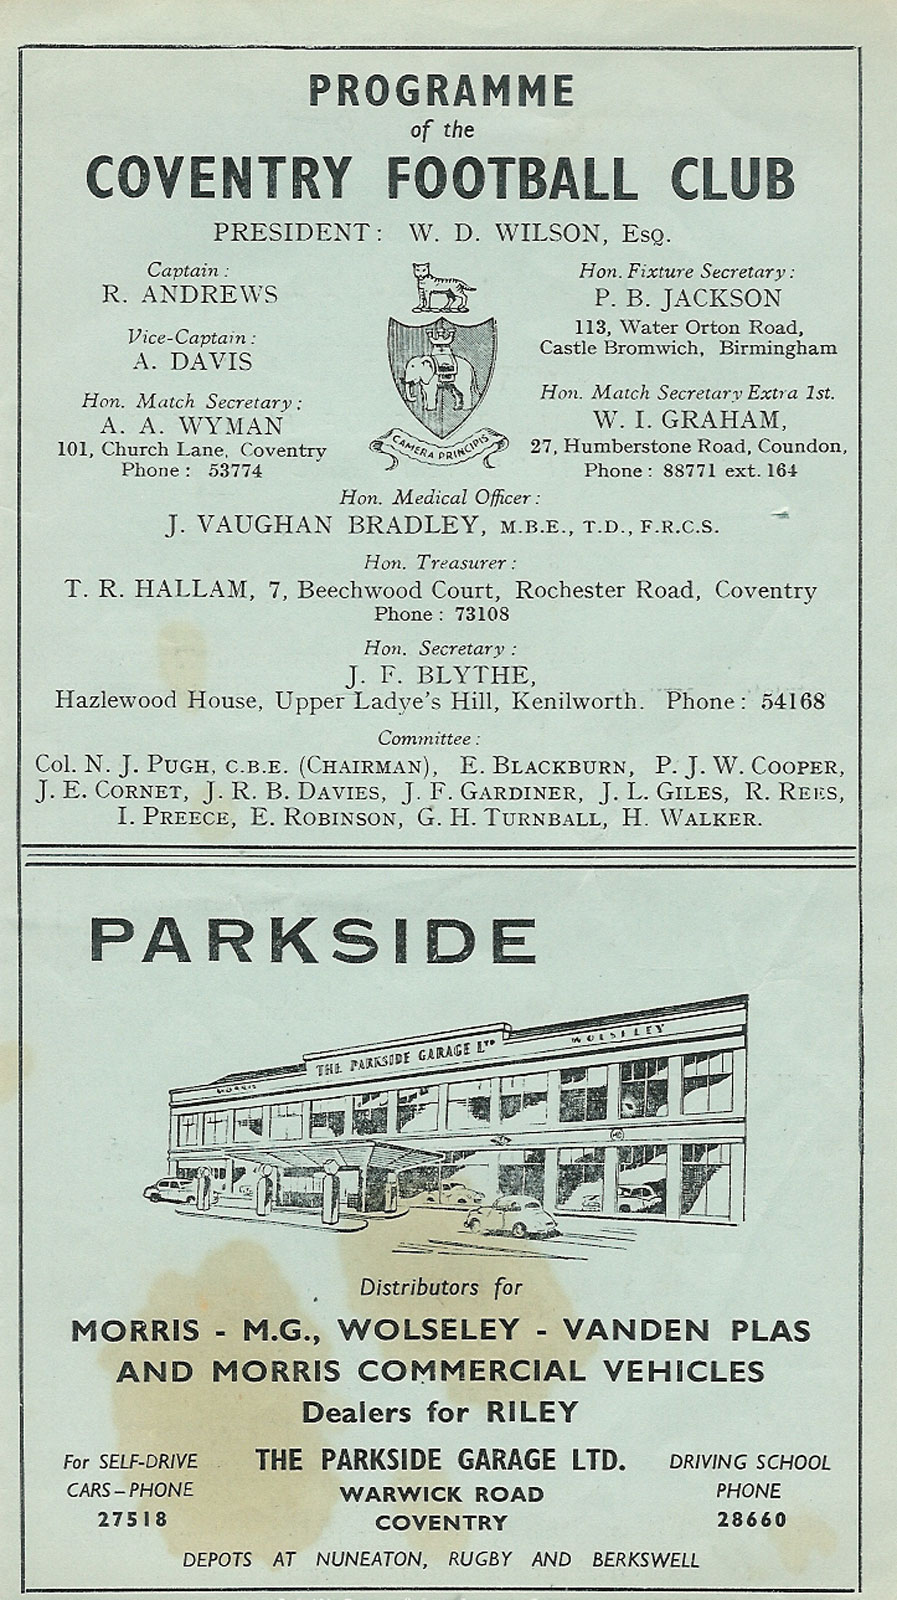 PROGRAMME
of the
COVENTRY FOOTBALL CLUB
PRESIDENT: W. D. WILSON, Esq.
Captain:
R. ANDREWS
Vice-Captain:
A. DAVIS
Hon. Match Secretary:
A. A. WYMAN
101, Church Lane, Coventry
Phone: 53774
CAMERA PRINCIPIS
Hon. Fixture Secretary:
P. B. JACKSON
113, Water Orton Road,
Castle Bromwich, Birmingham
Hon. Match Secretary Extra 1st.
W. I. GRAHAM,
27, Humberstone Road, Coundon,
Phone: 88771 ext. 164
Hon. Medical Officer:
J. VAUGHAN BRADLEY, M.B.E., T.D., F.R.C.S.
Hon. Treasurer:
T. R. HALLAM, 7, Beechwood Court, Rochester Road, Coventry
Phone: 73108
Hon. Secretary:
J. F. BLYTHE,
Hazlewood House, Upper Ladye's Hill, Kenilworth. Phone: 54168
Committee:
Col. N. J. PUGH, C.B.E. (CHAIRMAN), E. BLACKBURN, P. J. W. COOPER,
J. E. CORNET, J. R. B. DAVIES, J. F. GARDINER, J. L. GILES, R. REES,
I. PREECE, E. ROBINSON, G. H. TURNBALL, H. WALKER.
PARKSIDE
MORRIS
THE PARKSIDE GARAGE LTD
WOLSELEY
MG
Distributors for
MORRIS - M.G., WOLSELEY - VANDEN PLAS
AND MORRIS COMMERCIAL VEHICLES
Dealers for RILEY
For SELF-DRIVE
CARS-PHONE
27518
THE PARKSIDE GARAGE LTD.
WARWICK ROAD
COVENTRY
DRIVING SCHOOL
PHONE
28660
DEPOTS AT NUNEATON, RUGBY AND BERKSWELL